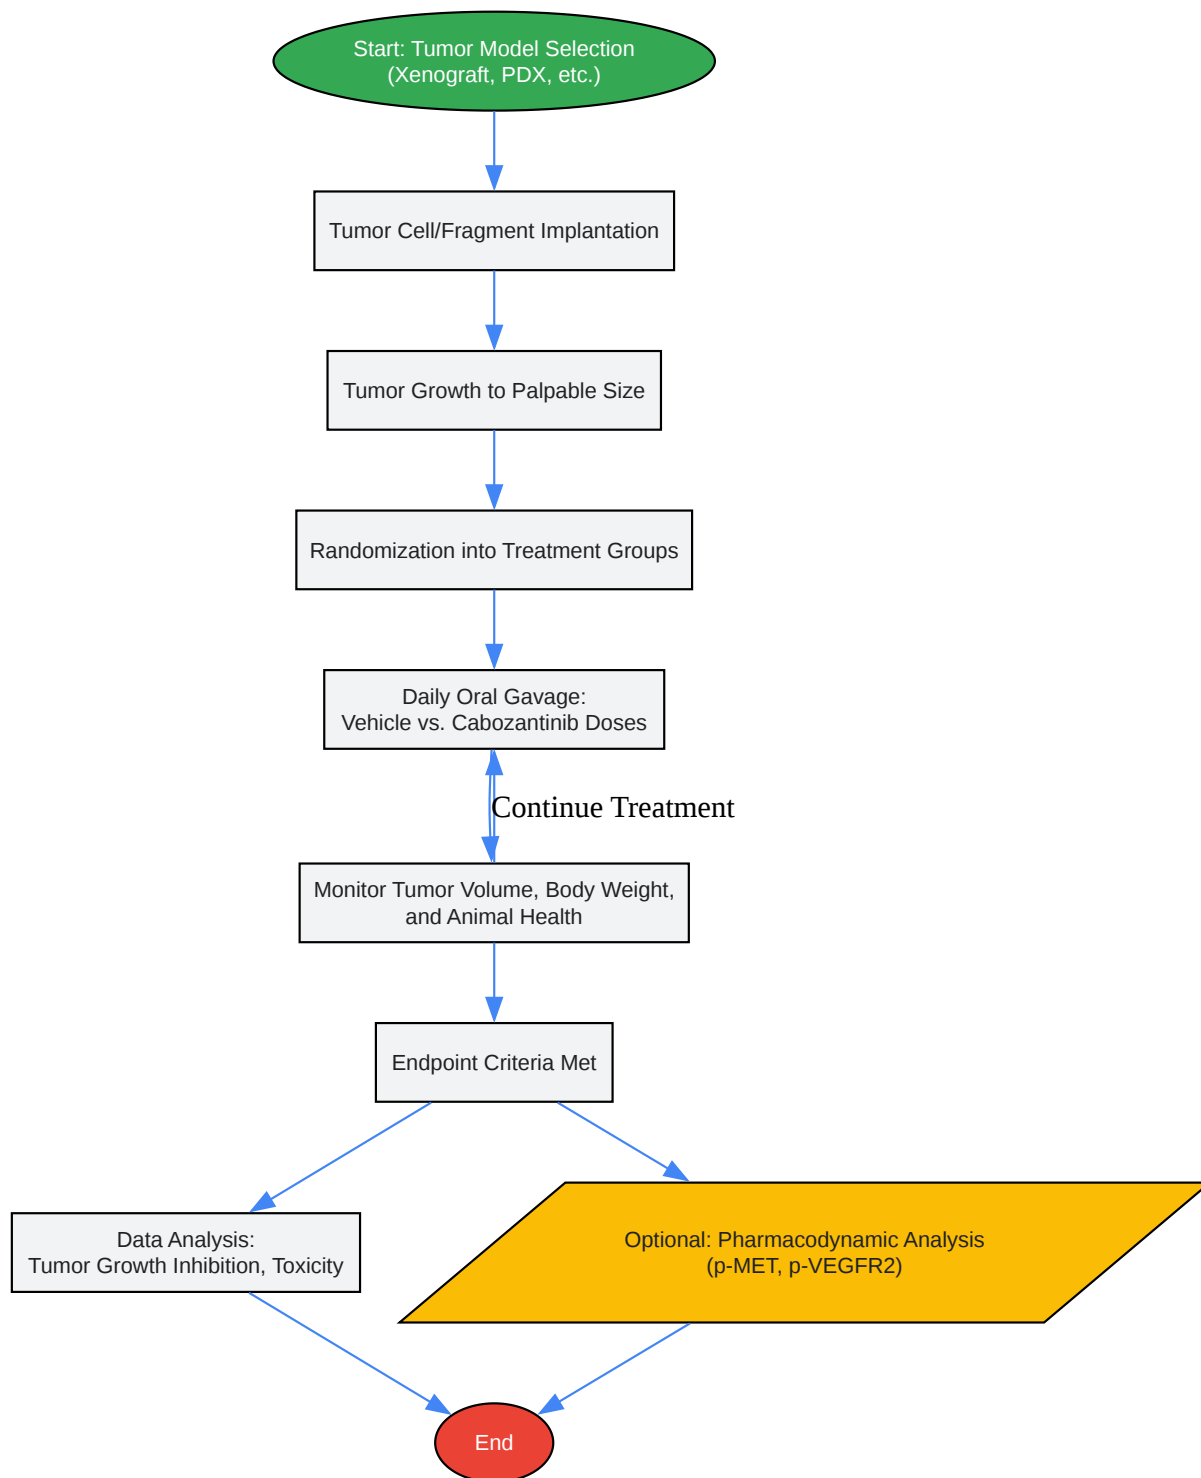 Start: Tumor Model Selection
(Xenograft, PDX, etc.)
Tumor Cell/Fragment Implantation
Tumor Growth to Palpable Size
Randomization into Treatment Groups
Daily Oral Gavage:
Vehicle vs. Cabozantinib Doses
Continue Treatment
Monitor Tumor Volume, Body Weight,
and Animal Health
Endpoint Criteria Met
Data Analysis:
Tumor Growth Inhibition, Toxicity
Optional: Pharmacodynamic Analysis
(p-MET, p-VEGFR2)
End